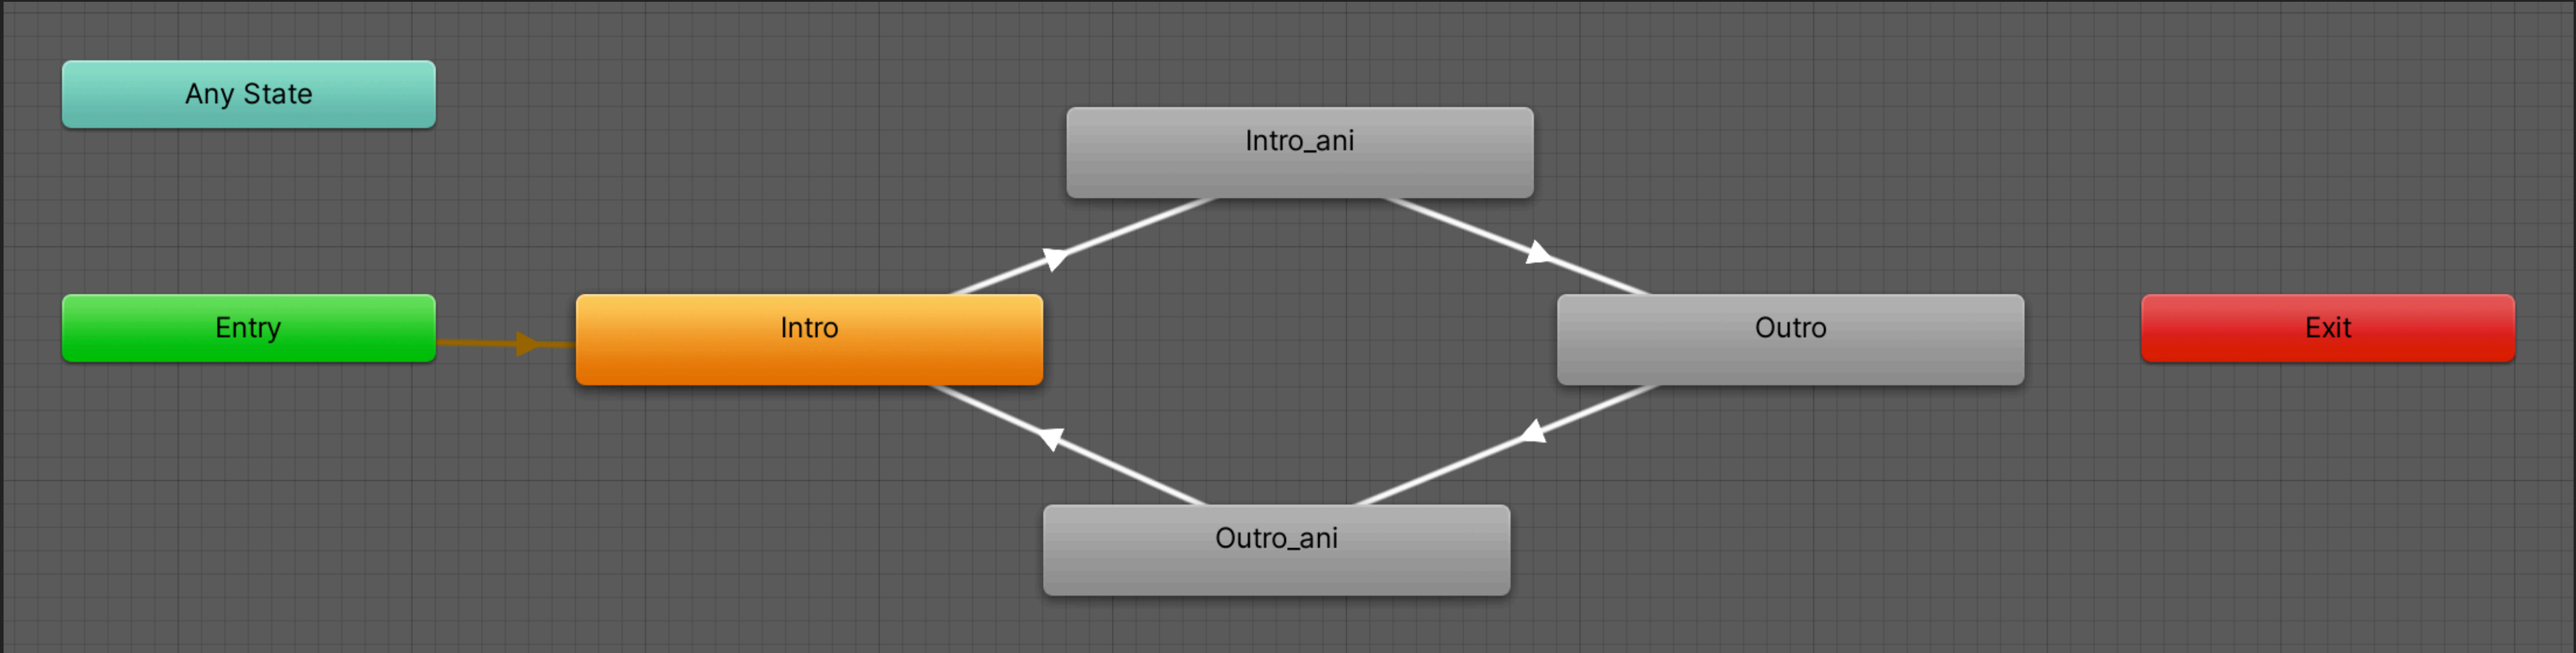 Any State
Intro_ani
Entry
Intro
Outro
Exit
Outro_ani